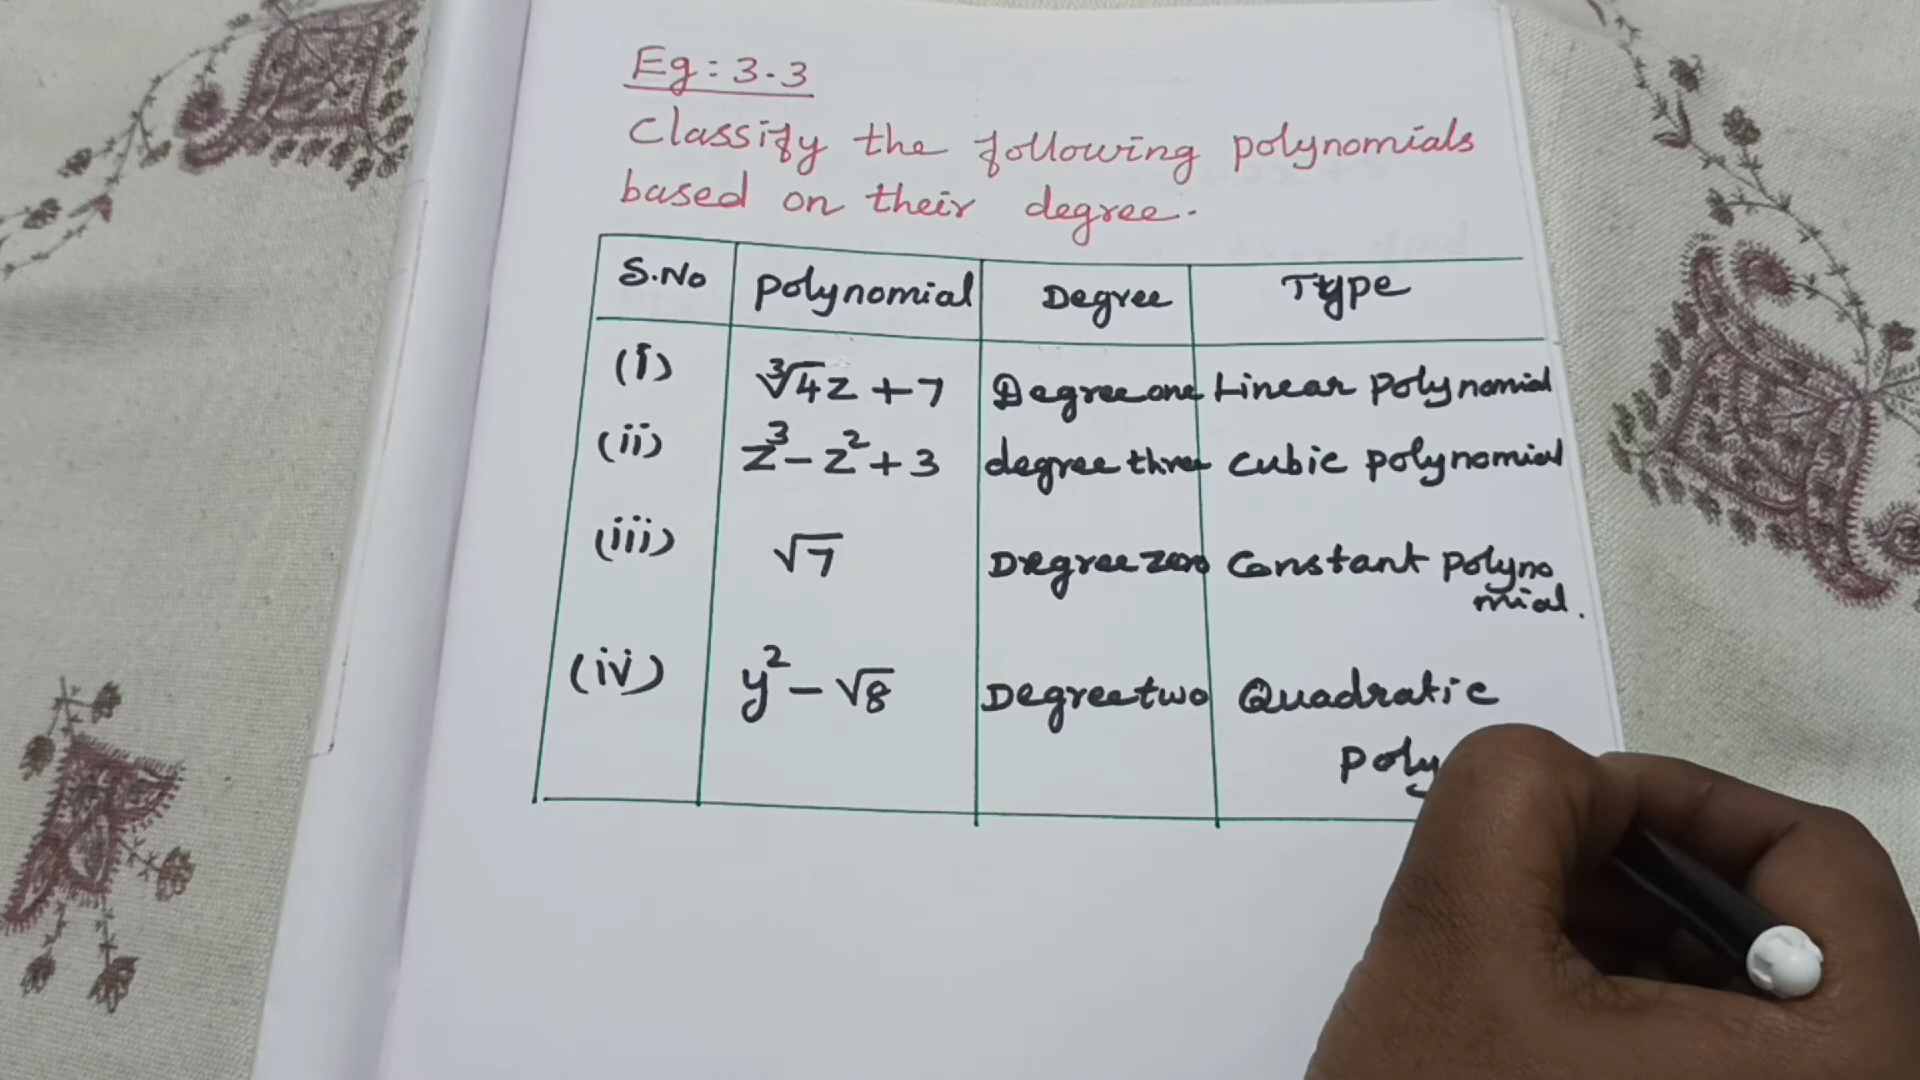 Eg: 3.3
Classify the following polynomials
based on their degree.
S.No Polynomial Degree Type
(i) ∛4z + 7 Degree one Linear Polynomial
(ii) z³ - z² + 3 degree three Cubic polynomial
(iii) √7 Degree zero Constant Polyno
mial.
(iv) y² - √8 Degree two Quadratic
Poly